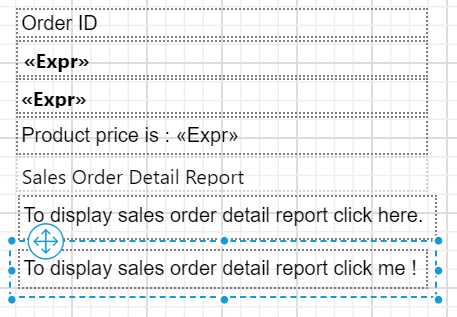 Order ID
«Expr»
«Expr»
Product price is : «Expr»
Sales Order Detail Report
To display sales order detail report click here.
To display sales order detail report click me !